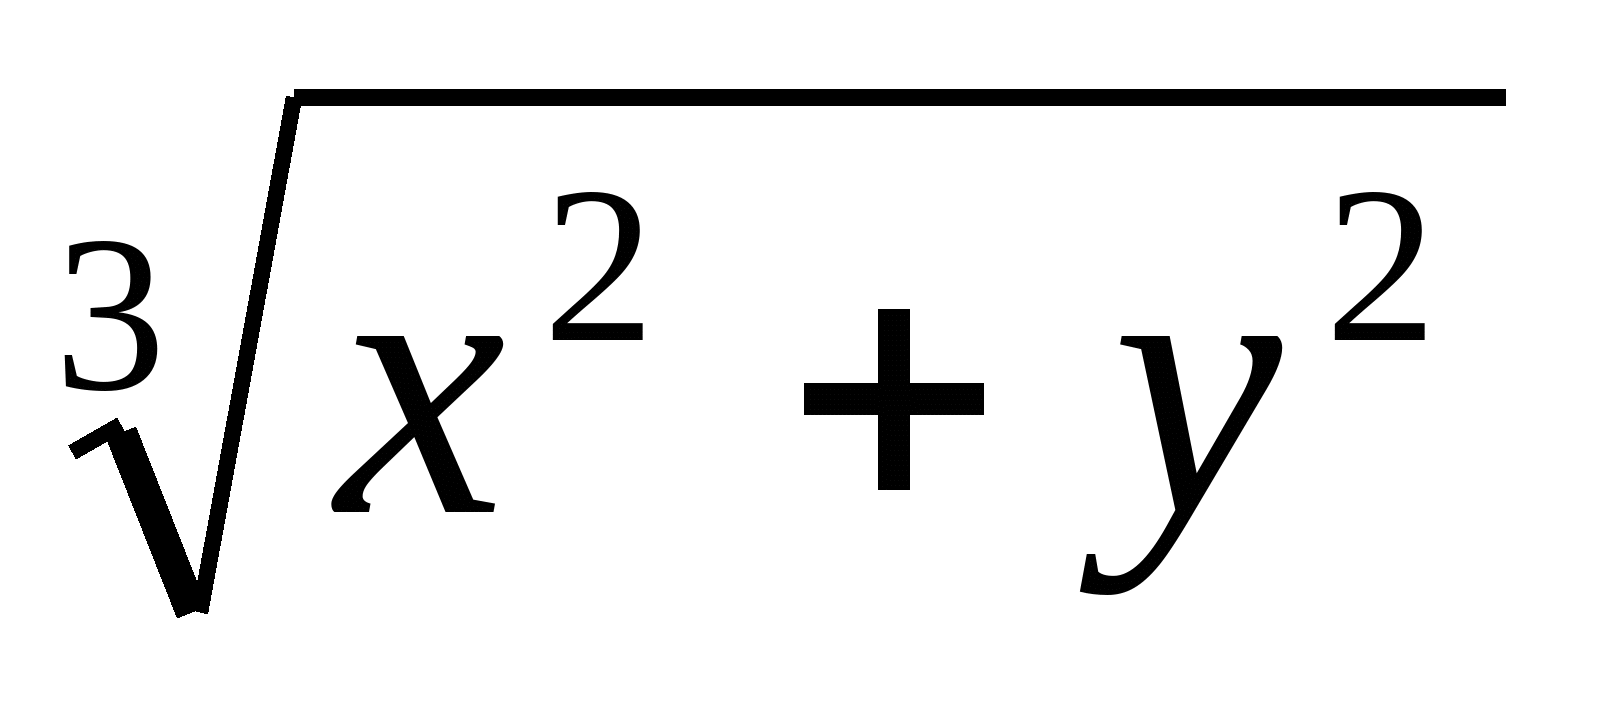 ∛(x² + y²)